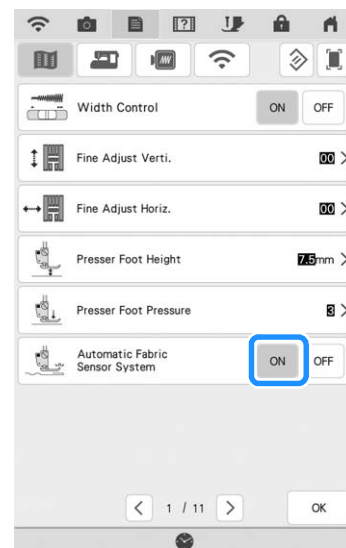 Width Control ON OFF
Fine Adjust Verti. 00
Fine Adjust Horiz. 00
Presser Foot Height 7.5mm
Presser Foot Pressure 3
Automatic Fabric
Sensor System ON OFF
1 / 11 OK